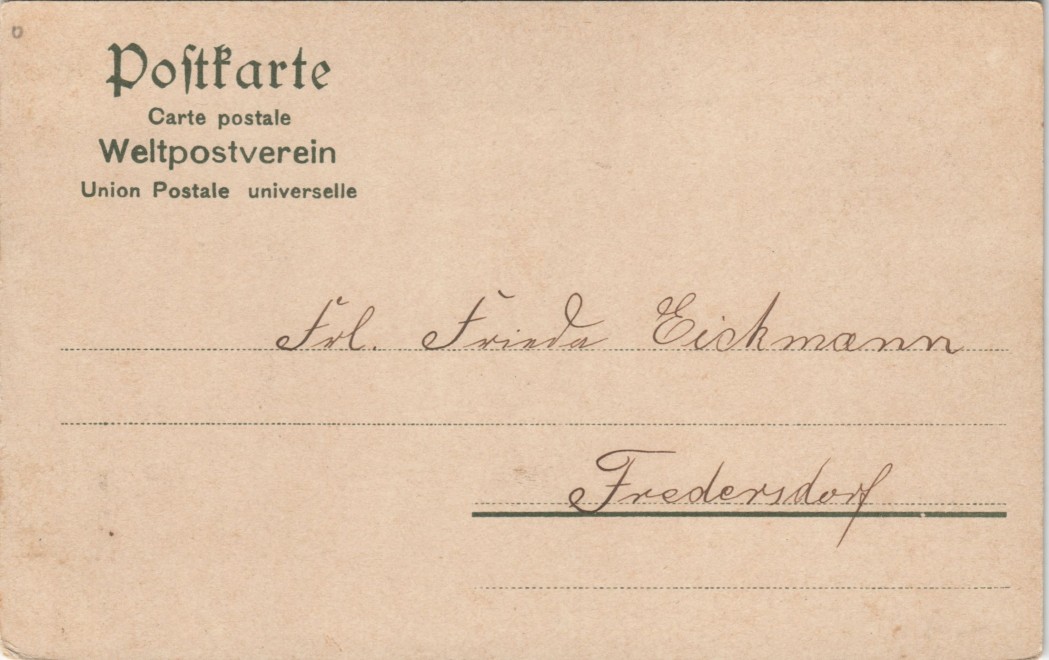 Poſtkarte
Carte postale
Weltpostverein
Union Postale universelle
Frl. Frieda Eickmann
Fredersdorf